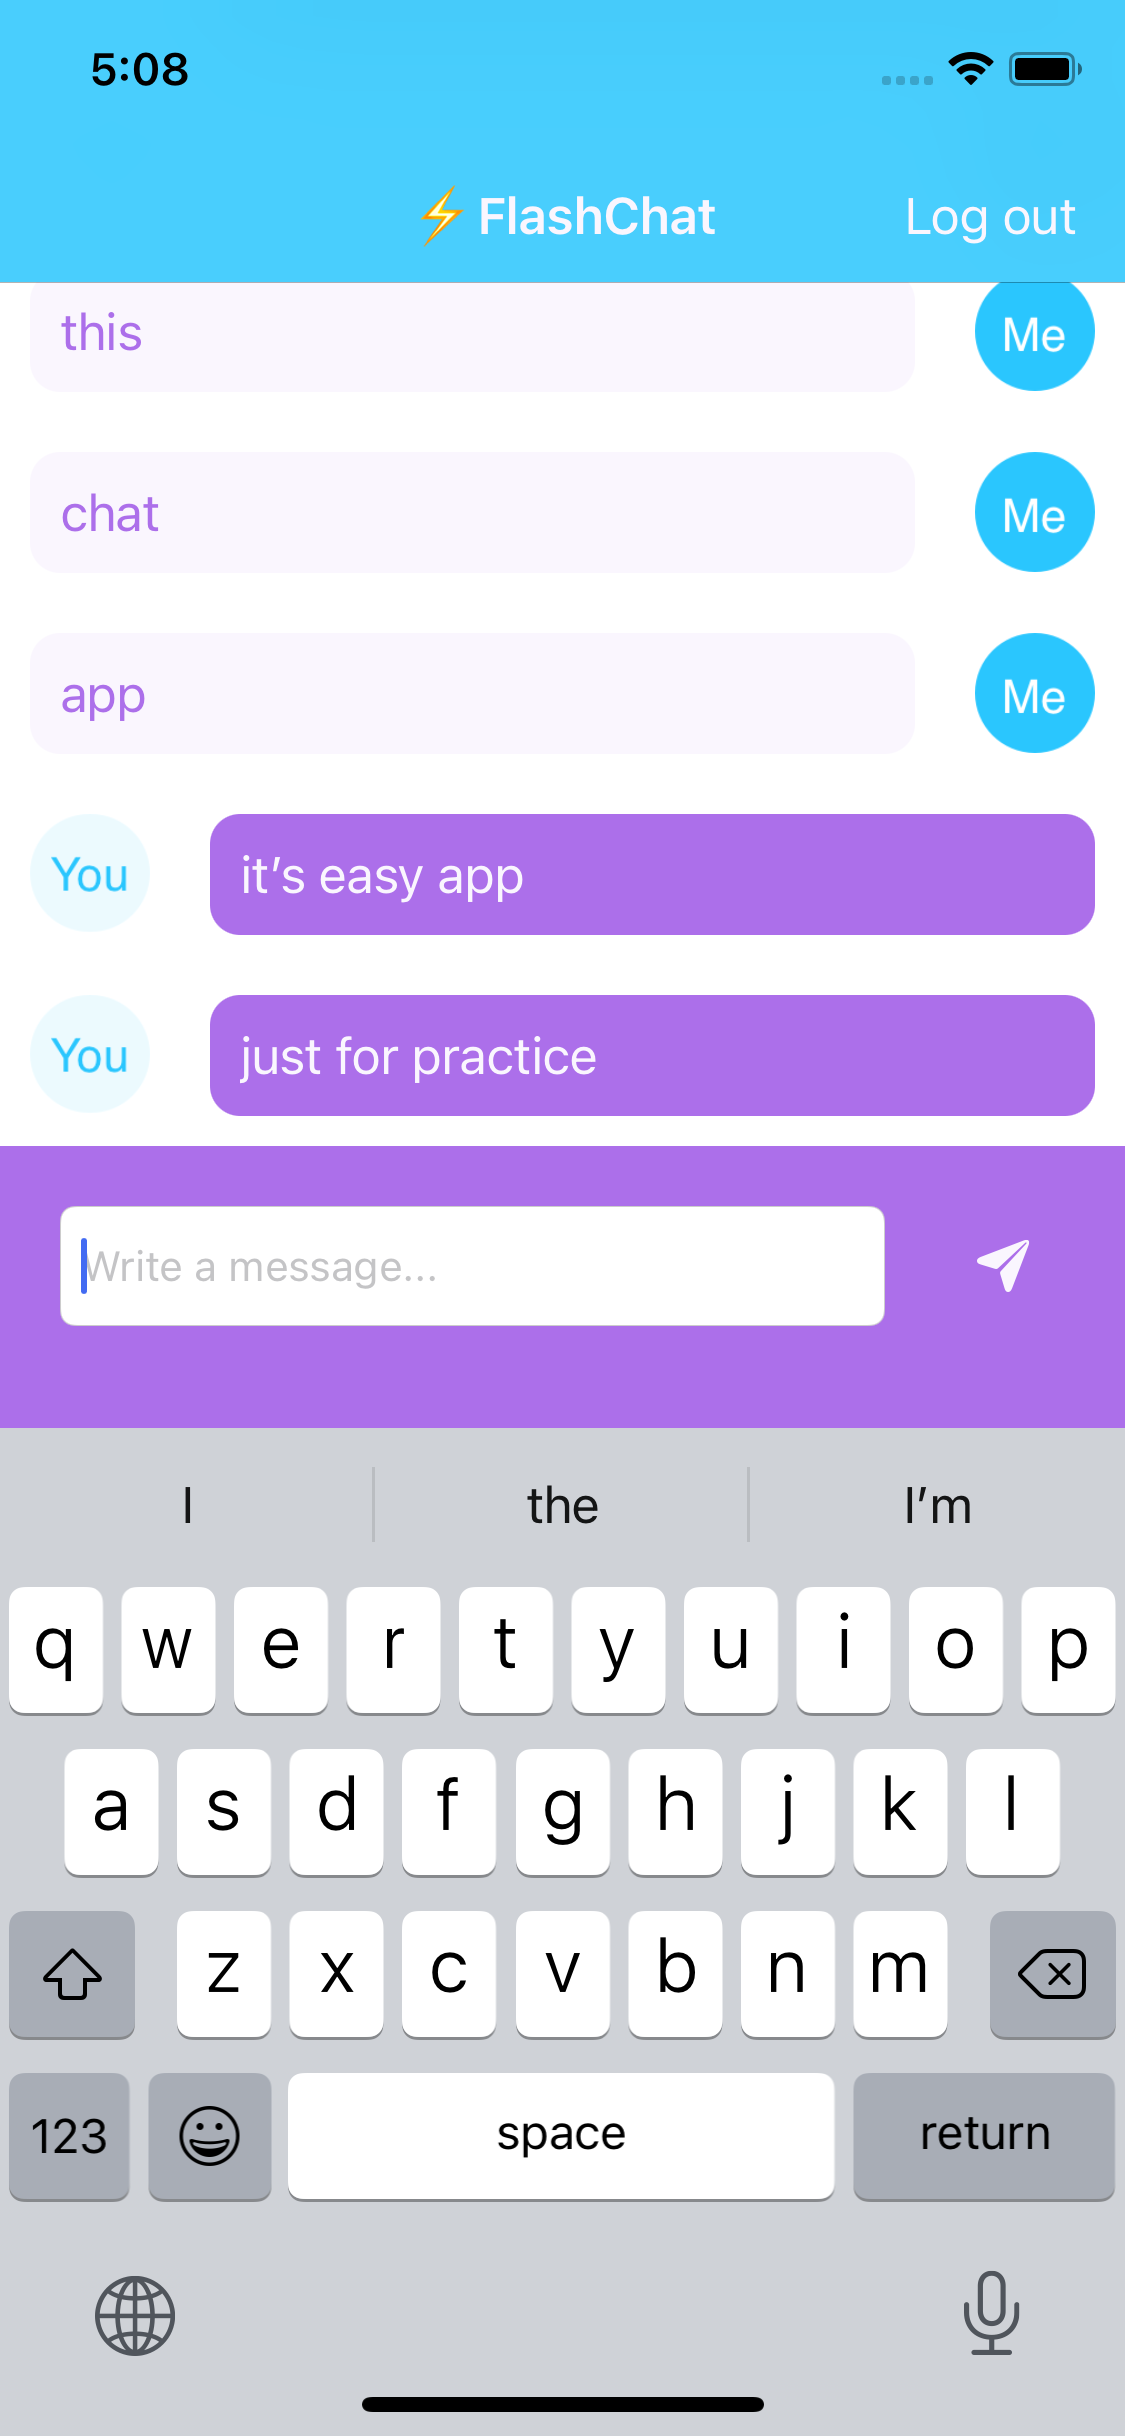 5:08
⚡️FlashChat
Log out
this
Me
chat
Me
app
Me
You
it’s easy app
You
just for practice
Write a message...
I
the
I’m
q w e r t y u i o p
a s d f g h j k l
z x c v b n m
123
space
return